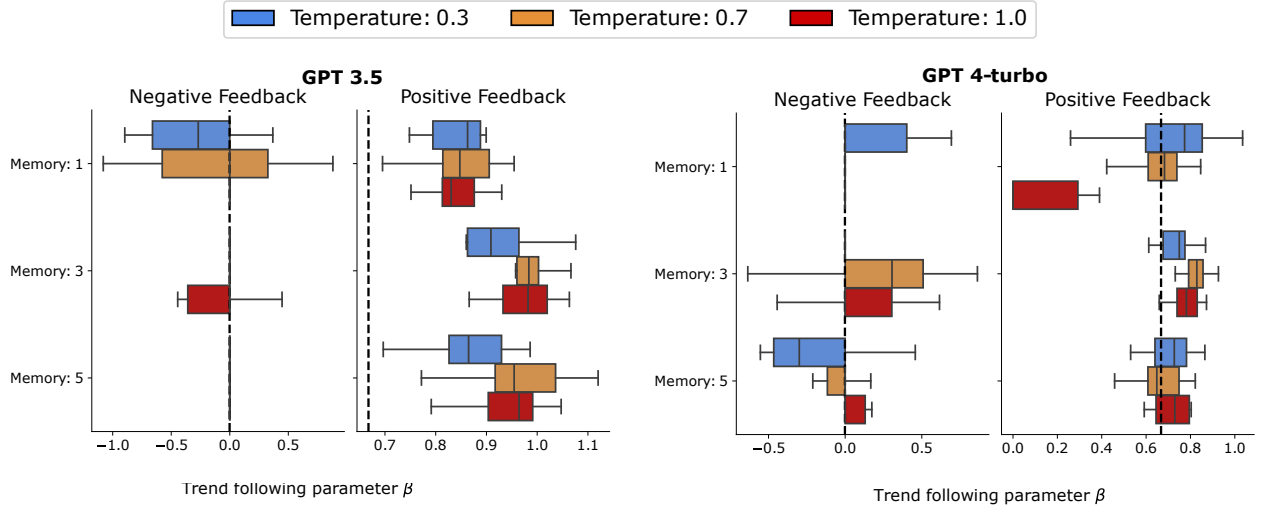 Temperature: 0.3 Temperature: 0.7 Temperature: 1.0
GPT 3.5
Negative Feedback Positive Feedback
Memory: 1
Memory: 3
Memory: 5
−1.0 −0.5 0.0 0.5 0.7 0.8 0.9 1.0 1.1
Trend following parameter β
GPT 4-turbo
Negative Feedback Positive Feedback
Memory: 1
Memory: 3
Memory: 5
−0.5 0.0 0.5 0.0 0.2 0.4 0.6 0.8 1.0
Trend following parameter β